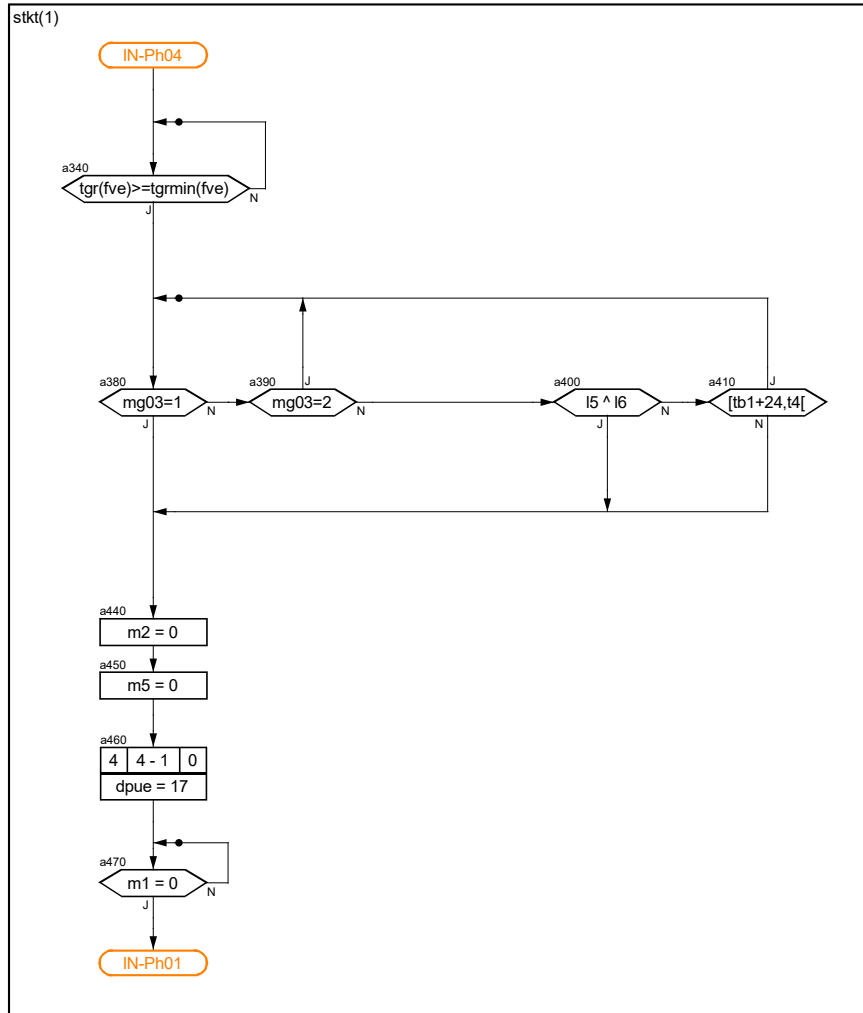 stkt(1)
IN-Ph04
a340
tgr(fve)>=tgrmin(fve)
N
J
a380
mg03=1
N
J
a390
J
mg03=2
N
a400
l5 ^ l6
N
J
a410
J
[tb1+24,t4[
N
a440
m2 = 0
a450
m5 = 0
a460
4 4 - 1 0
dpue = 17
a470
m1 = 0
N
J
IN-Ph01